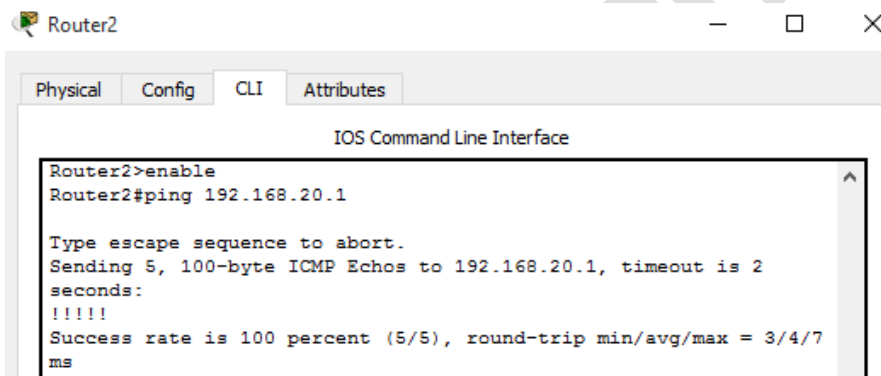 Router2
Physical Config CLI Attributes
IOS Command Line Interface
Router2>enable
Router2#ping 192.168.20.1
Type escape sequence to abort.
Sending 5, 100-byte ICMP Echos to 192.168.20.1, timeout is 2
seconds:
!!!!!
Success rate is 100 percent (5/5), round-trip min/avg/max = 3/4/7
ms